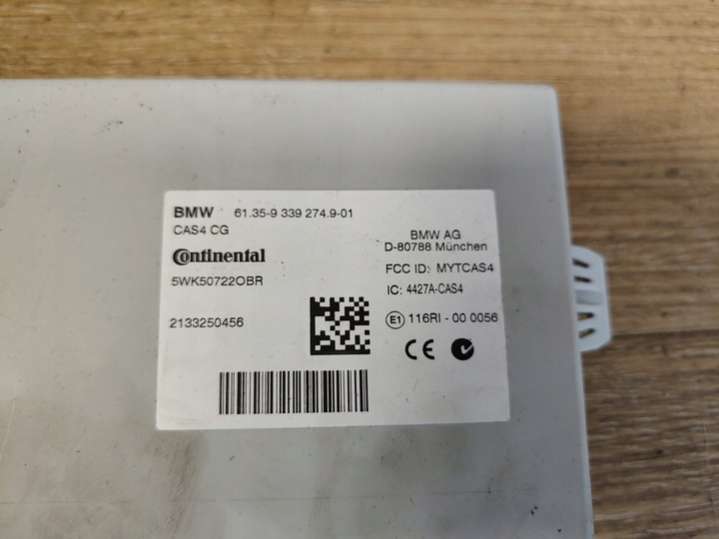 BMW 61.35-9 339 274.9-01
CAS4 CG
Continental
5WK50722OBR
2133250456
BMW AG
D-80788 München
FCC ID: MYTCAS4
IC: 4427A-CAS4
E1 116RI - 00 0056
CE